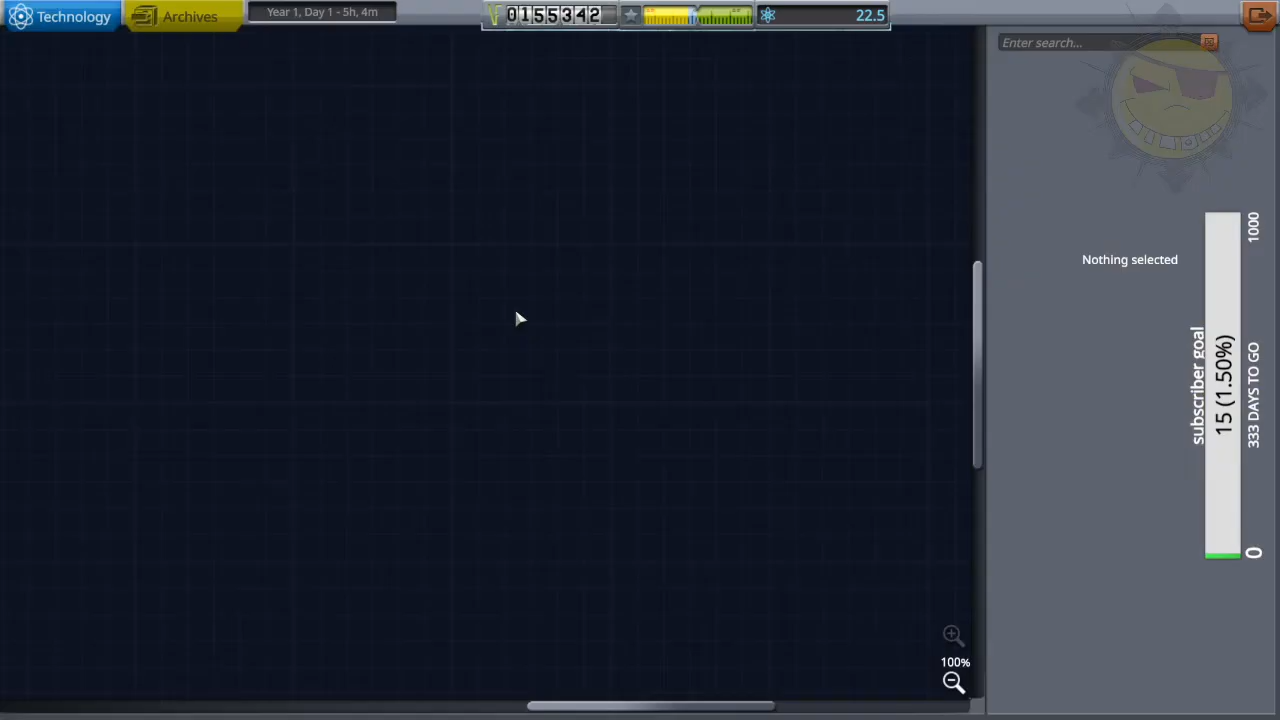 Technology
Archives
Year 1, Day 1 - 5h, 4m
0155342
22.5
Enter search...
Nothing selected
subscriber goal
15 (1.50%)
333 DAYS TO GO
1000
0
100%